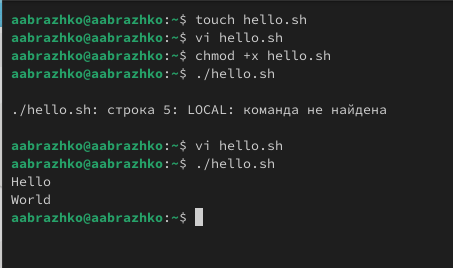 aabrazhko@aabrazhko:~$ touch hello.sh
aabrazhko@aabrazhko:~$ vi hello.sh
aabrazhko@aabrazhko:~$ chmod +x hello.sh
aabrazhko@aabrazhko:~$ ./hello.sh
./hello.sh: строка 5: LOCAL: команда не найдена
aabrazhko@aabrazhko:~$ vi hello.sh
aabrazhko@aabrazhko:~$ ./hello.sh
Hello
World
aabrazhko@aabrazhko:~$